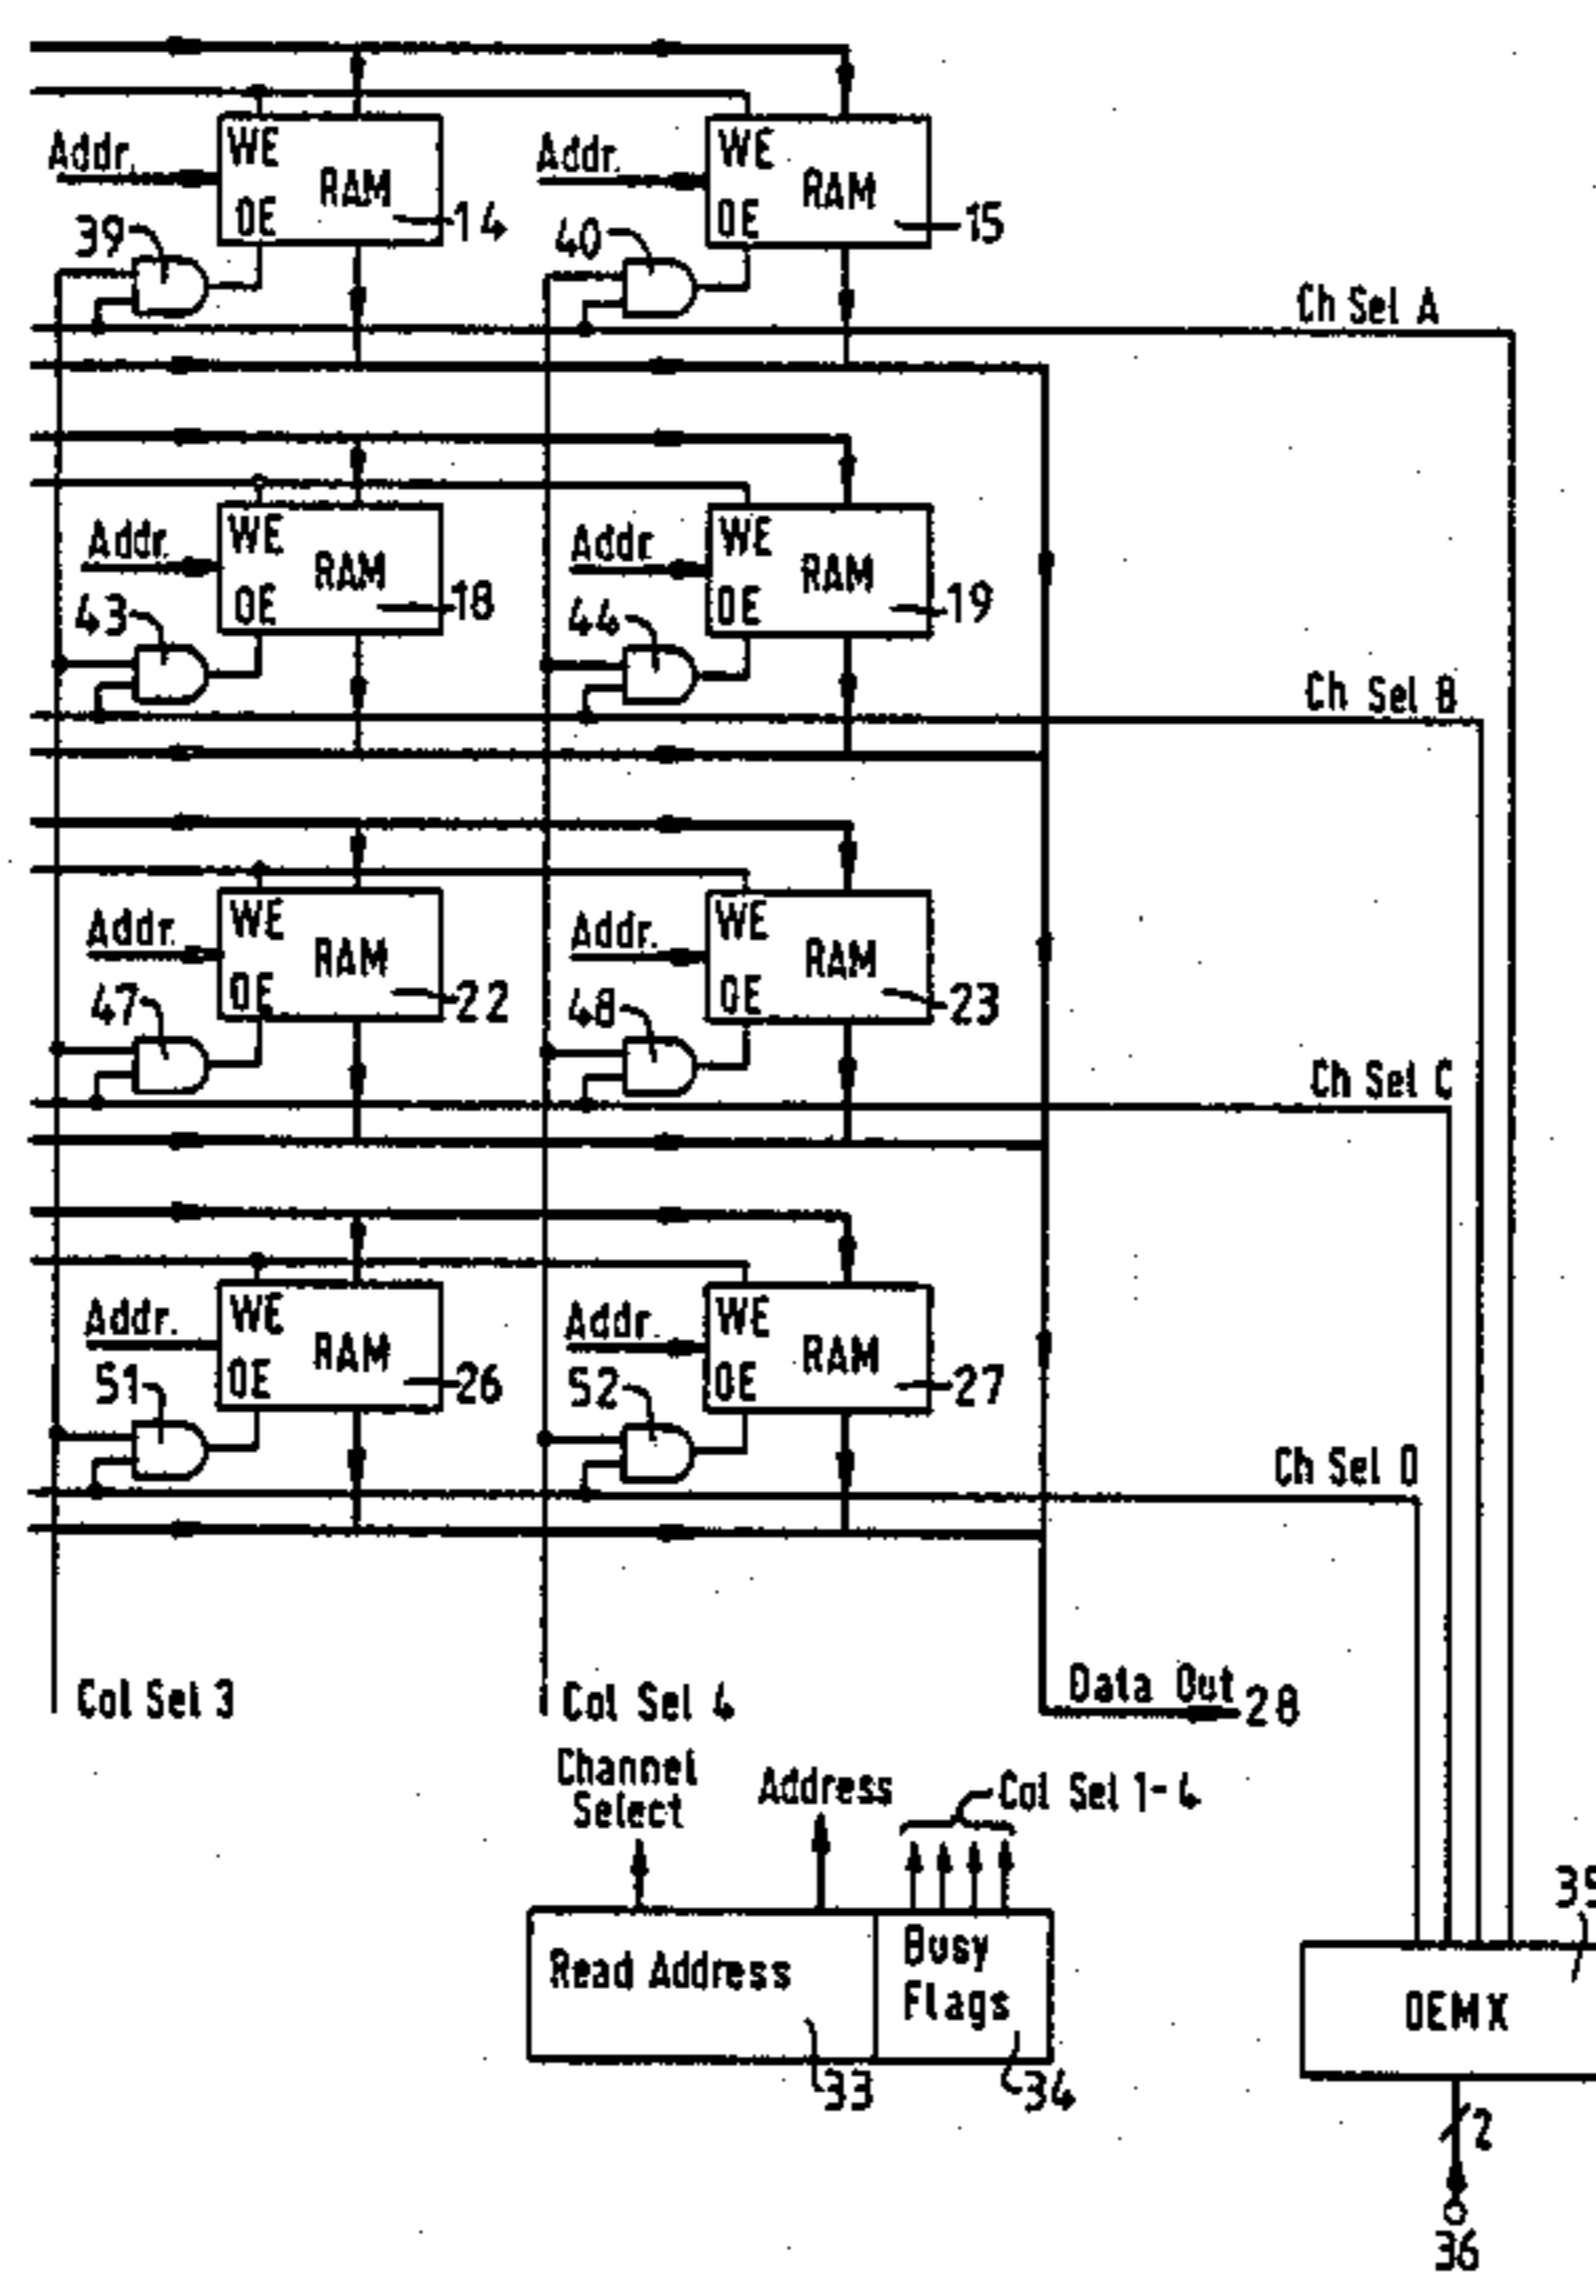 Addr. WE RAM OE 14
Addr. WE RAM OE 15
39
40
Ch Sel A
Addr. WE RAM OE 18
Addr WE RAM OE 19
43
44
Ch Sel B
Addr. WE RAM OE 22
Addr. WE RAM OE 23
47
48
Ch Sel C
Addr. WE RAM OE 26
Addr. WE RAM OE 27
51
52
Ch Sel D
Col Sel 3
Col Sel 4
Data Out 28
Channel
Select
Address
Col Sel 1-4
Read Address
Busy
Flags
33
34
35
DEMX
2
36